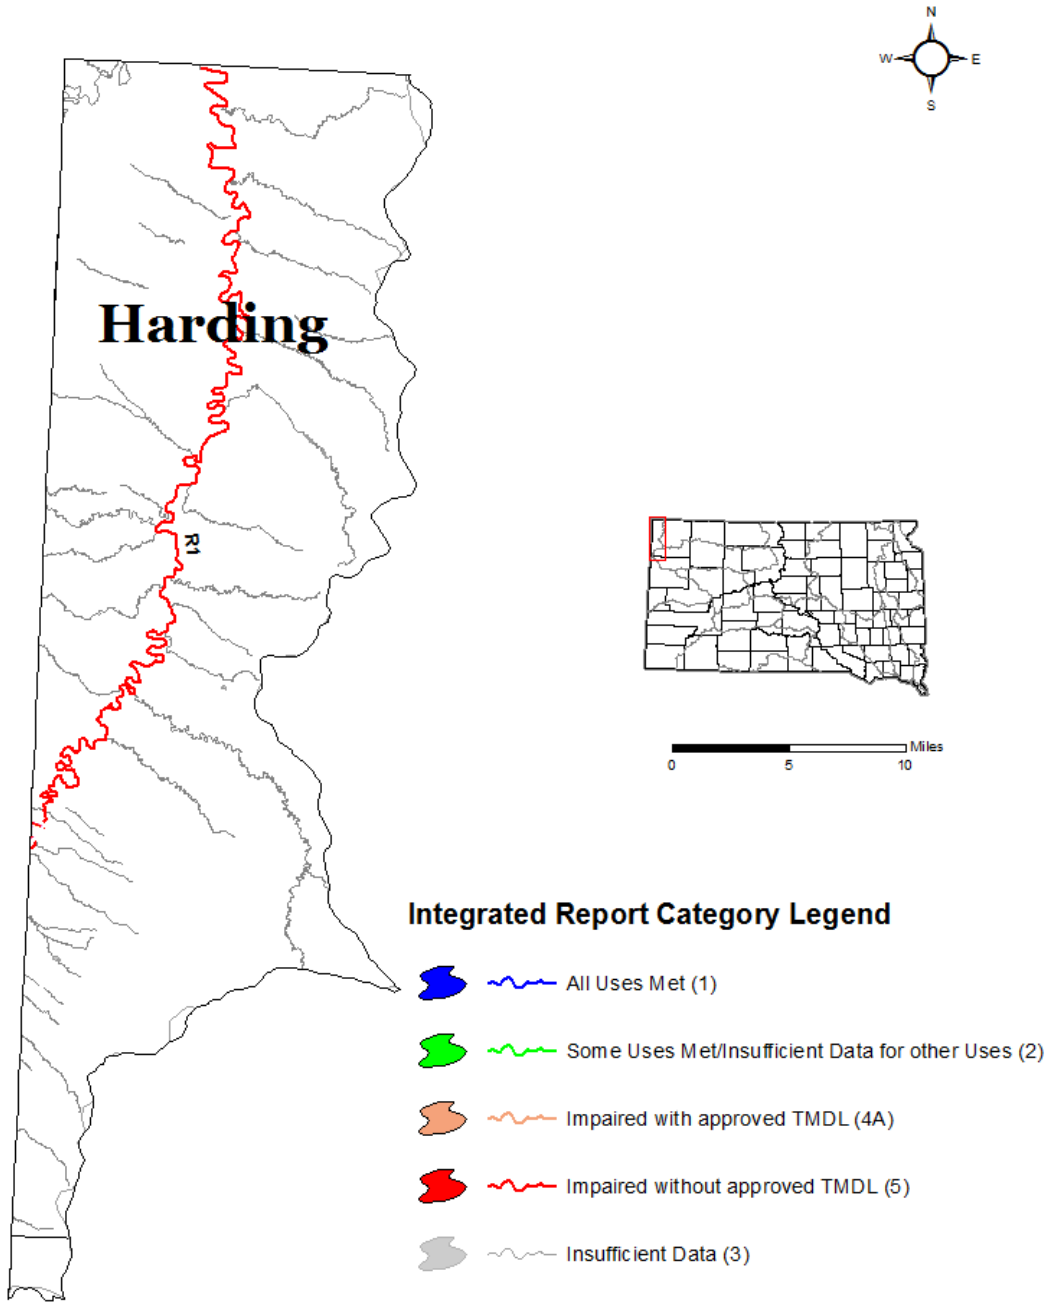 N
W E
S
Harding
R1
Miles
0 5 10
Integrated Report Category Legend
All Uses Met (1)
Some Uses Met/Insufficient Data for other Uses (2)
Impaired with approved TMDL (4A)
Impaired without approved TMDL (5)
Insufficient Data (3)